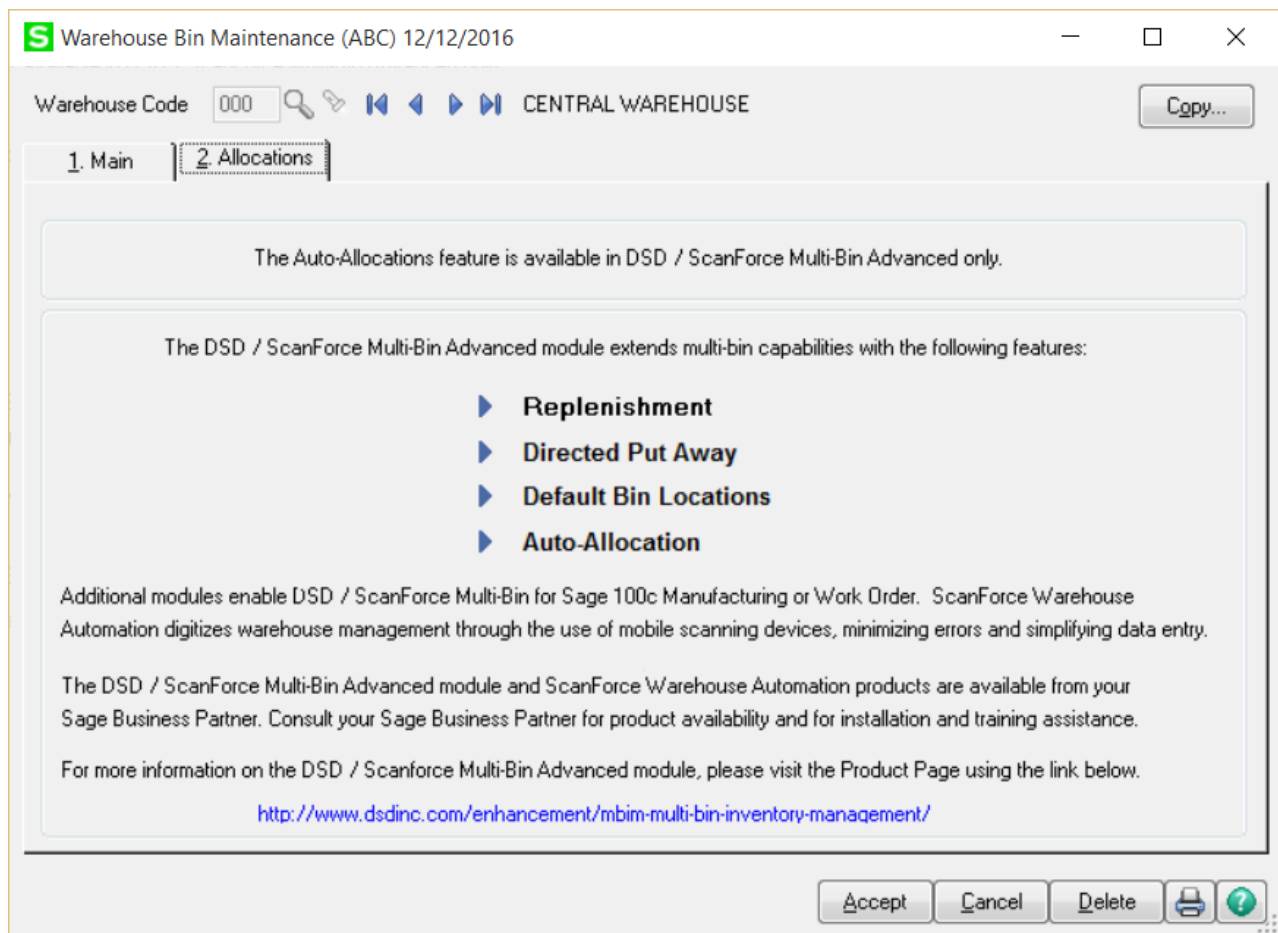 S Warehouse Bin Maintenance (ABC) 12/12/2016
Warehouse Code 000 CENTRAL WAREHOUSE Copy...
1. Main 2. Allocations
The Auto-Allocations feature is available in DSD / ScanForce Multi-Bin Advanced only.
The DSD / ScanForce Multi-Bin Advanced module extends multi-bin capabilities with the following features:
Replenishment
Directed Put Away
Default Bin Locations
Auto-Allocation
Additional modules enable DSD / ScanForce Multi-Bin for Sage 100c Manufacturing or Work Order. ScanForce Warehouse
Automation digitizes warehouse management through the use of mobile scanning devices, minimizing errors and simplifying data entry.
The DSD / ScanForce Multi-Bin Advanced module and ScanForce Warehouse Automation products are available from your
Sage Business Partner. Consult your Sage Business Partner for product availability and for installation and training assistance.
For more information on the DSD / Scanforce Multi-Bin Advanced module, please visit the Product Page using the link below.
http://www.dsdinc.com/enhancement/mbim-multi-bin-inventory-management/
Accept Cancel Delete ?